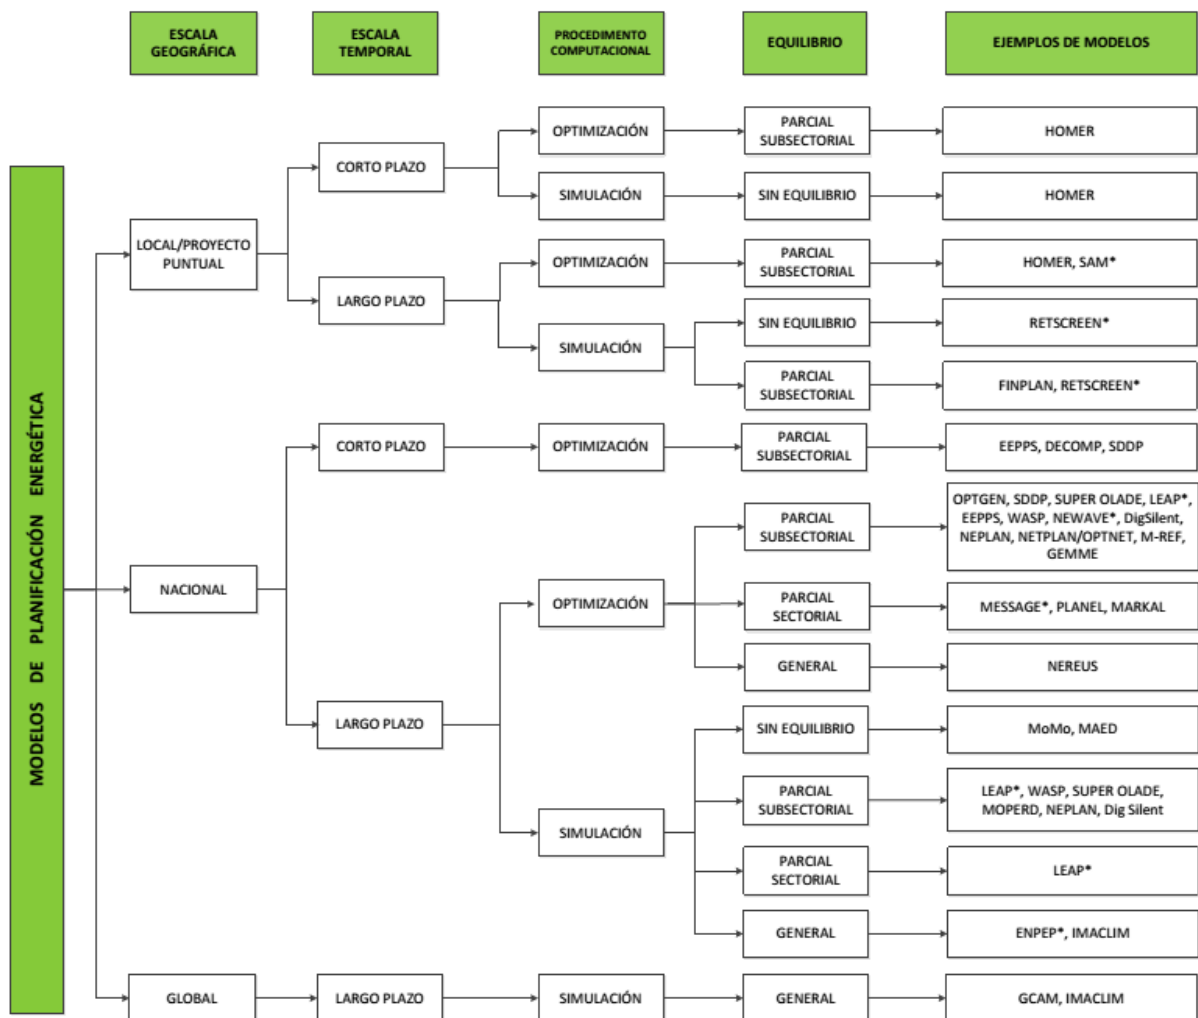 ESCALA
GEOGRÁFICA
ESCALA
TEMPORAL
PROCEDIMENTO
COMPUTACIONAL
EQUILIBRIO
EJEMPLOS DE MODELOS
MODELOS DE PLANIFICACIÓN ENERGÉTICA
LOCAL/PROYECTO
PUNTUAL
CORTO PLAZO
OPTIMIZACIÓN
PARCIAL
SUBSECTORIAL
HOMER
SIMULACIÓN
SIN EQUILIBRIO
HOMER
LARGO PLAZO
OPTIMIZACIÓN
PARCIAL
SUBSECTORIAL
HOMER, SAM*
SIMULACIÓN
SIN EQUILIBRIO
RETSCREEN*
PARCIAL
SUBSECTORIAL
FINPLAN, RETSCREEN*
NACIONAL
CORTO PLAZO
OPTIMIZACIÓN
PARCIAL
SUBSECTORIAL
EEPPS, DECOMP, SDDP
LARGO PLAZO
OPTIMIZACIÓN
PARCIAL
SUBSECTORIAL
OPTGEN, SDDP, SUPER OLADE, LEAP*,
EEPPS, WASP, NEWAVE*, DigSilent,
NEPLAN, NETPLAN/OPTNET, M-REF,
GEMME
PARCIAL
SECTORIAL
MESSAGE*, PLANEL, MARKAL
GENERAL
NEREUS
SIMULACIÓN
SIN EQUILIBRIO
MoMo, MAED
PARCIAL
SUBSECTORIAL
LEAP*, WASP, SUPER OLADE,
MOPERD, NEPLAN, Dig Silent
PARCIAL
SECTORIAL
LEAP*
GENERAL
ENPEP*, IMACLIM
GLOBAL
LARGO PLAZO
SIMULACIÓN
GENERAL
GCAM, IMACLIM